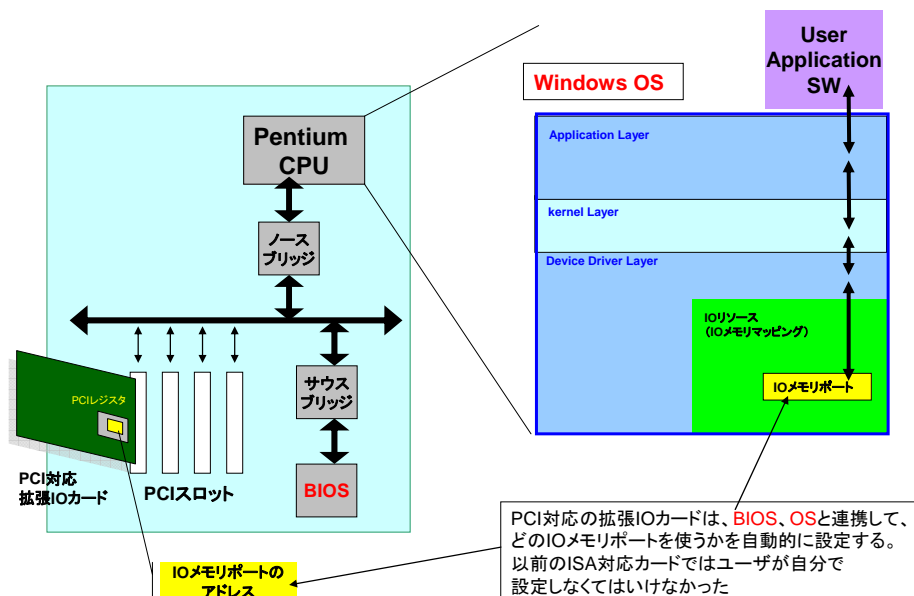 User
Application
SW
Windows OS
Pentium
CPU
Application Layer
kernel Layer
Device Driver Layer
ノース
ブリッジ
IOリソース
(IOメモリマッピング)
IOメモリポート
サウス
ブリッジ
PCIレジスタ
PCI対応
拡張IOカード
PCIスロット
BIOS
PCI対応の拡張IOカードは、BIOS、OSと連携して、
どのIOメモリポートを使うかを自動的に設定する。
以前のISA対応カードではユーザが自分で
設定しなくてはいけなかった
IOメモリポートの
アドレス